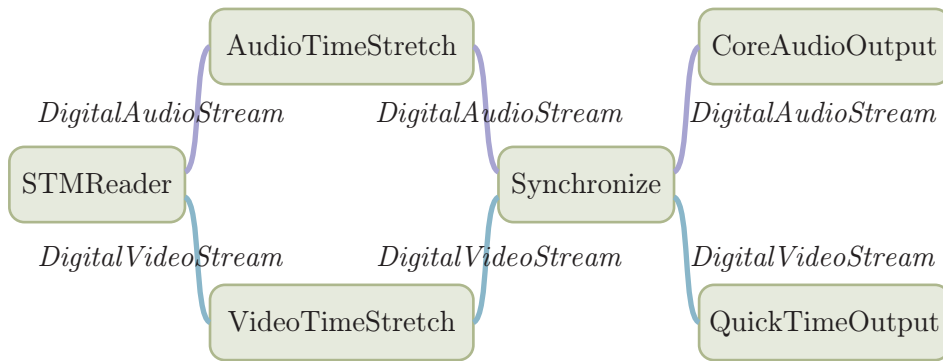 AudioTimeStretch
CoreAudioOutput
DigitalAudioStream
DigitalAudioStream
DigitalAudioStream
STMReader
Synchronize
DigitalVideoStream
DigitalVideoStream
DigitalVideoStream
VideoTimeStretch
QuickTimeOutput